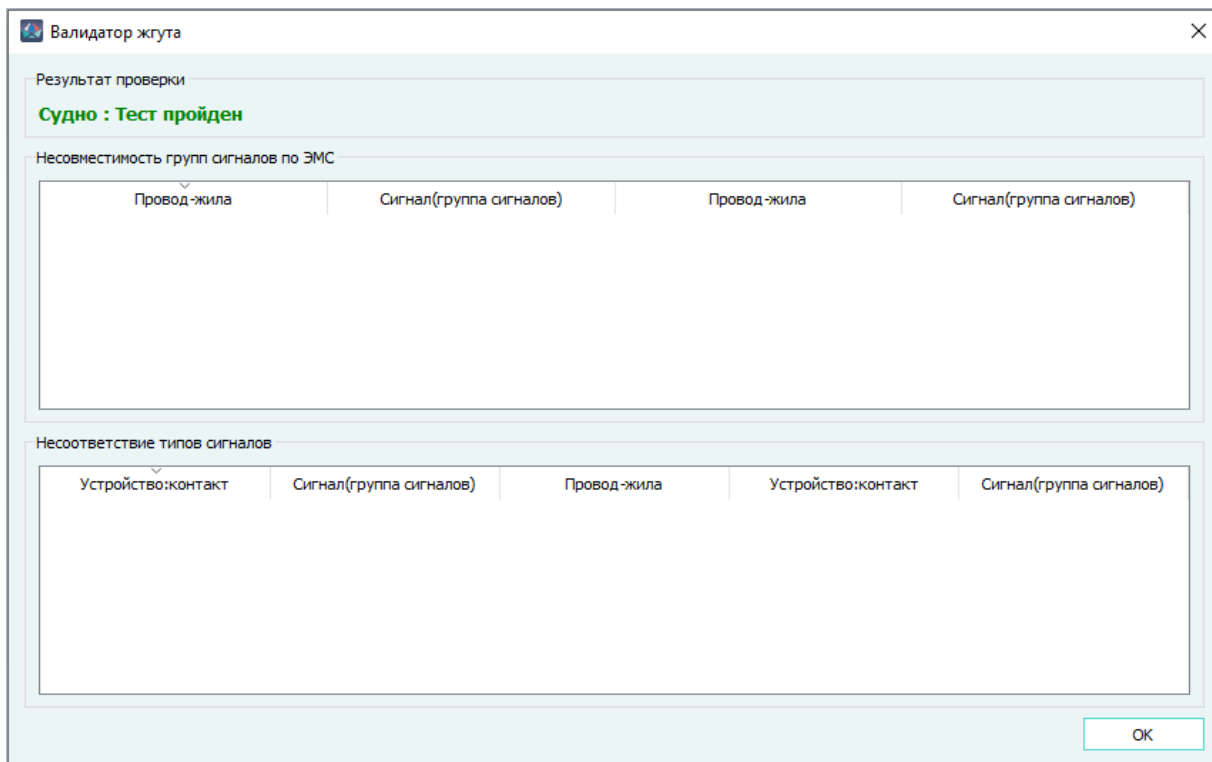 Валидатор жгута
Результат проверки
Судно : Тест пройден
Несовместимость групп сигналов по ЭМС
Провод-жила Сигнал(группа сигналов) Провод-жила Сигнал(группа сигналов)
Несоответствие типов сигналов
Устройство:контакт Сигнал(группа сигналов) Провод-жила Устройство:контакт Сигнал(группа сигналов)
ОК